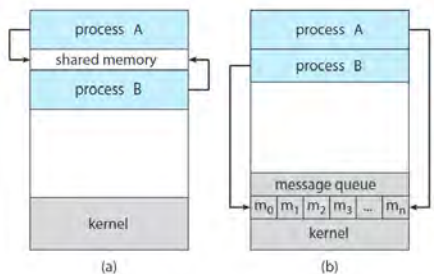 process A
shared memory
process B
kernel
(a)
process A
process B
message queue
m0 m1 m2 m3 ... mn
kernel
(b)